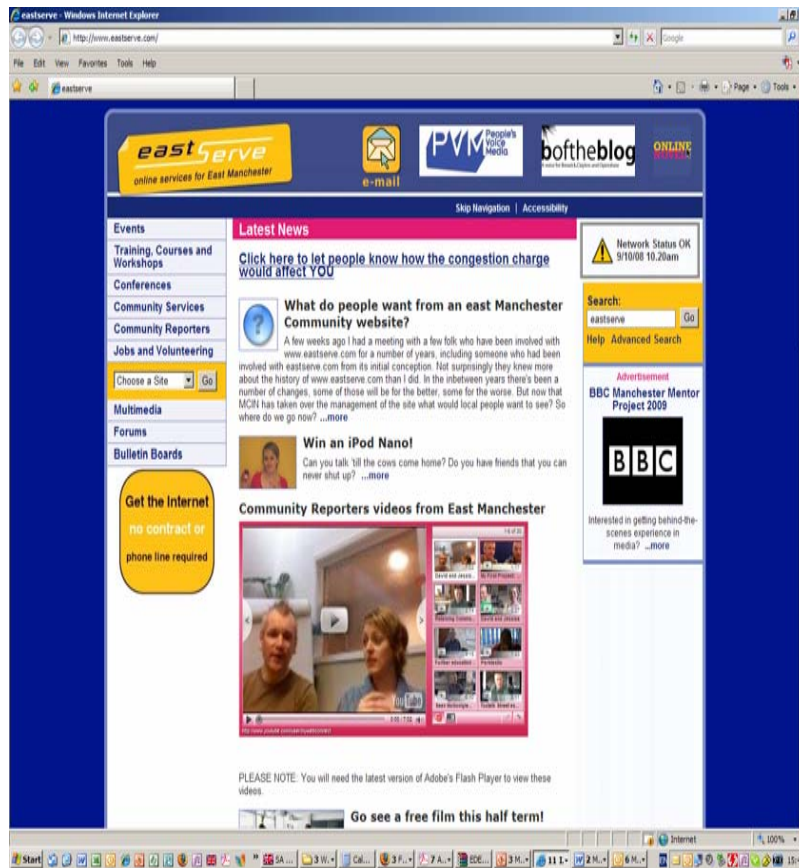 eastserve - Windows Internet Explorer
http://www.eastserve.com/
Google
File Edit View Favorites Tools Help
eastserve
Page Tools
east serve
online services for East Manchester
e-mail
PVM People's Voice Media
boftheblog
ONLINE
Skip Navigation | Accessibility
Events
Training, Courses and
Workshops
Conferences
Community Services
Community Reporters
Jobs and Volunteering
Choose a Site Go
Multimedia
Forums
Bulletin Boards
Get the Internet
no contract or
phone line required
Latest News
Click here to let people know how the congestion charge
would affect YOU
What do people want from an east Manchester
Community website?
A few weeks ago I had a meeting with a few folk who have been involved with
www.eastserve.com for a number of years, including someone who had been
involved with eastserve.com from its initial conception. Not surprisingly they knew more
about the history of www.eastserve.com than I did. In the inbetween years there's been a
number of changes, some of those will be for the better, some for the worse. But now that
MCIN has taken over the management of the site what would local people want to see? So
where do we go now? ...more
Win an iPod Nano!
Can you talk 'till the cows come home? Do you have friends that you can
never shut up? ...more
Community Reporters videos from East Manchester
You Tube
PLEASE NOTE: You will need the latest version of Adobe's Flash Player to view these
videos.
Go see a free film this half term!
Network Status OK
9/10/08 10.20am
Search:
eastserve Go
Help Advanced Search
Advertisement
BBC Manchester Mentor
Project 2009
BBC
Interested in getting behind-the-
scenes experience in
media? ...more
Internet 100%
Start